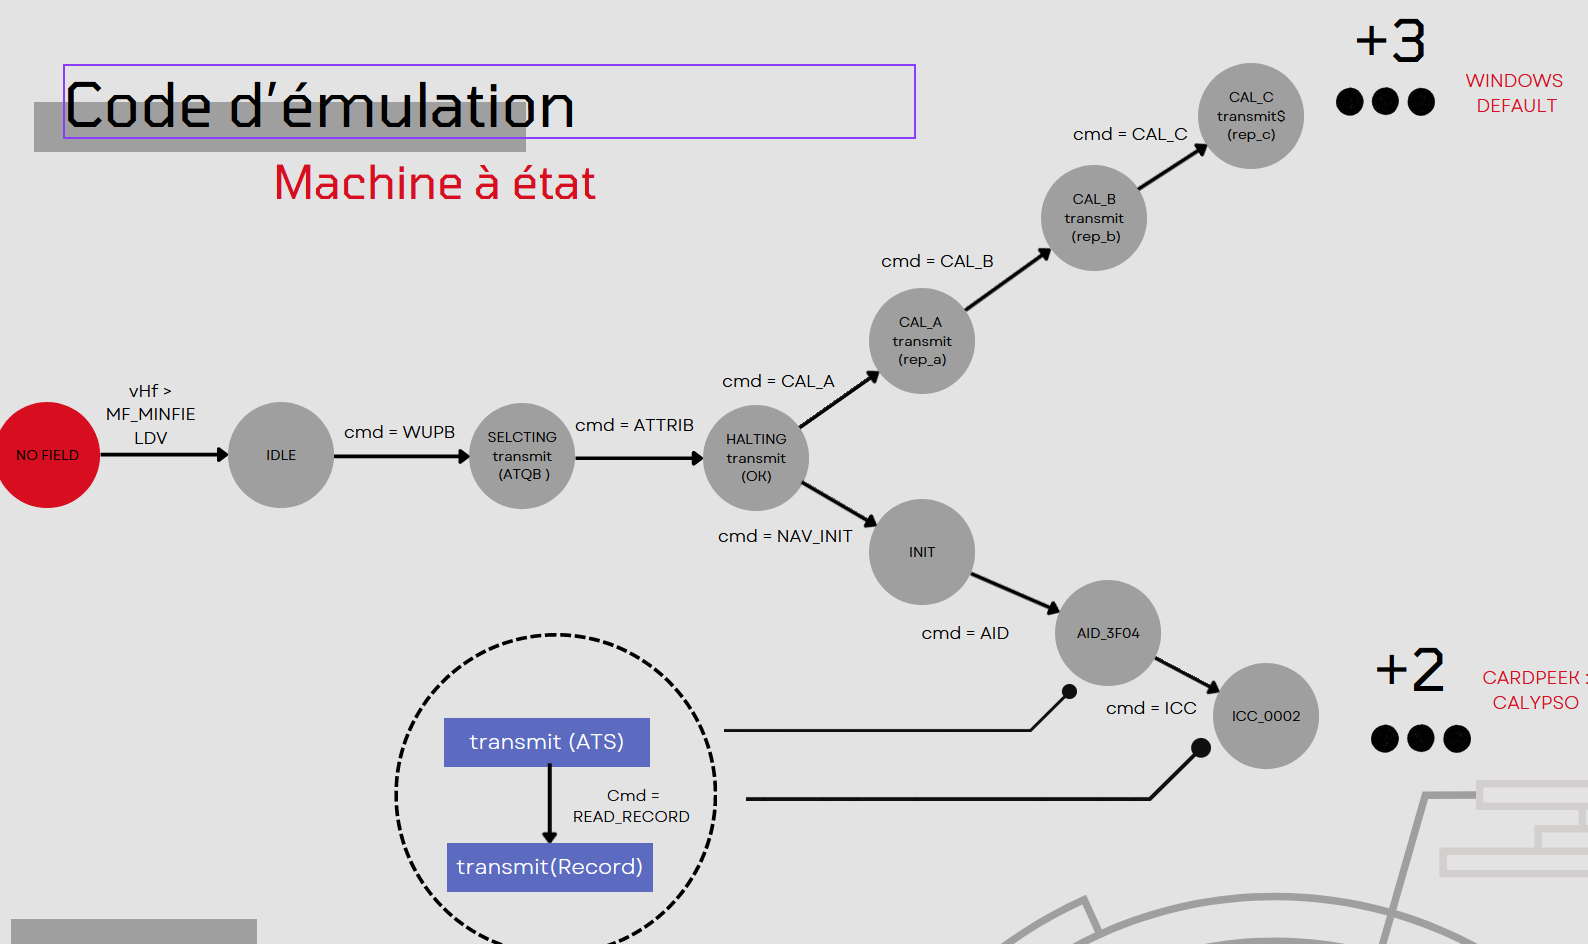 Code d'émulation
Machine à état
+3
WINDOWS
DEFAULT
CAL_C
transmit$
(rep_c)
cmd = CAL_C
CAL_B
transmit
(rep_b)
cmd = CAL_B
CAL_A
transmit
(rep_a)
cmd = CAL_A
NO FIELD
vHf >
MF_MINFIE
LDV
IDLE
cmd = WUPB
SELCTING
transmit
(ATQB )
cmd = ATTRIB
HALTING
transmit
(OK)
cmd = NAV_INIT
INIT
cmd = AID
AID_3F04
cmd = ICC
ICC_0002
+2
CARDPEEK :
CALYPSO
transmit (ATS)
Cmd =
READ_RECORD
transmit(Record)